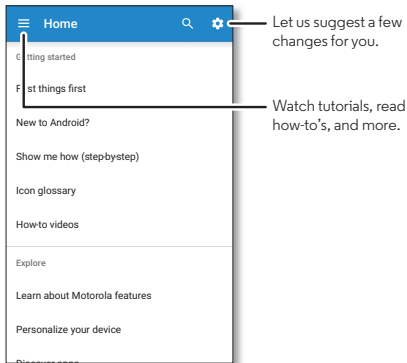 Home
Let us suggest a few
changes for you.
Getting started
First things first
Watch tutorials, read
how-to's, and more.
New to Android?
Show me how (step-by-step)
Icon glossary
How-to videos
Explore
Learn about Motorola features
Personalize your device
Discover apps